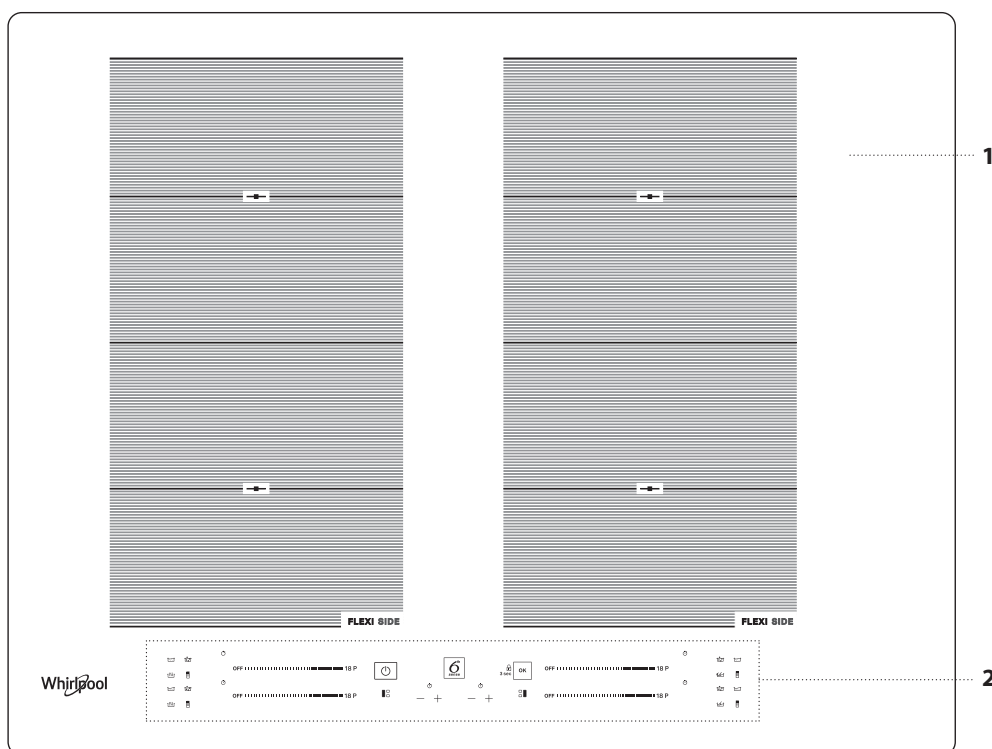 1
FLEXI SIDE
FLEXI SIDE
OFF 18 P
6th SENSE
3 sec
OK
OFF 18 P
OFF 18 P
OFF 18 P
Whirlpool
2